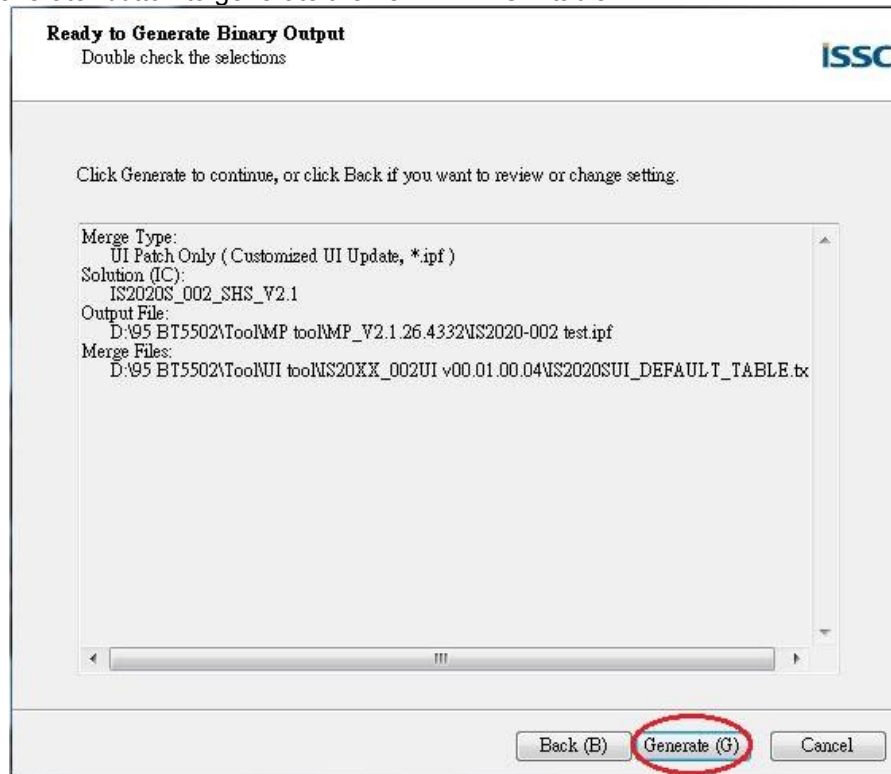 Ready to Generate Binary Output
Double check the selections
ISSC
Click Generate to continue, or click Back if you want to review or change setting.
Merge Type:
UI Patch Only ( Customized UI Update, *.ipf )
Solution (IC):
IS2020S_002_SHS_V2.1
Output File:
D:\95 BT5502\Tool\MP tool\MP_V2.1.26.4332\IS2020-002 test.ipf
Merge Files:
D:\95 BT5502\Tool\UI tool\IS20XX_002UI v00.01.00.04\IS2020SUI_DEFAULT_TABLE.tx
Back (B) Generate (G) Cancel